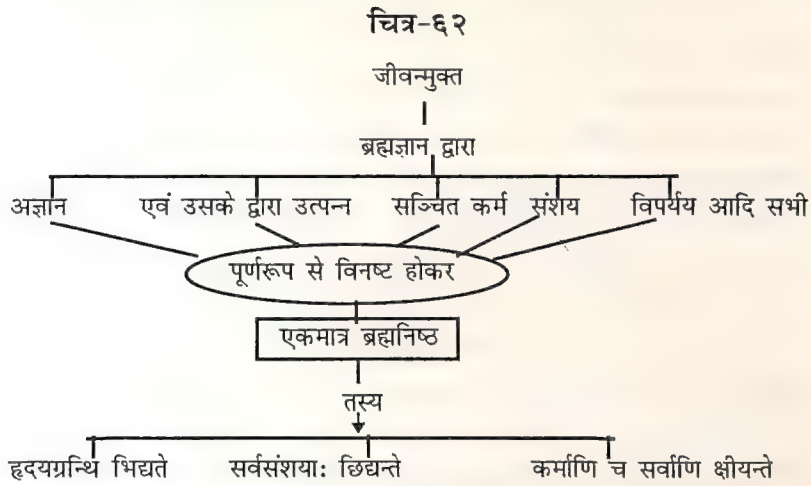 चित्र-६२
जीवन्मुक्त
ब्रह्मज्ञान द्वारा
अज्ञान एवं उसके द्वारा उत्पन्न सञ्चित कर्म संशय विपर्यय आदि सभी
पूर्णरूप से विनष्ट होकर
एकमात्र ब्रह्मनिष्ठ
तस्य
हृदयग्रन्थि भिद्यते सर्वसंशयाः छिद्यन्ते कर्माणि च सर्वाणि क्षीयन्ते